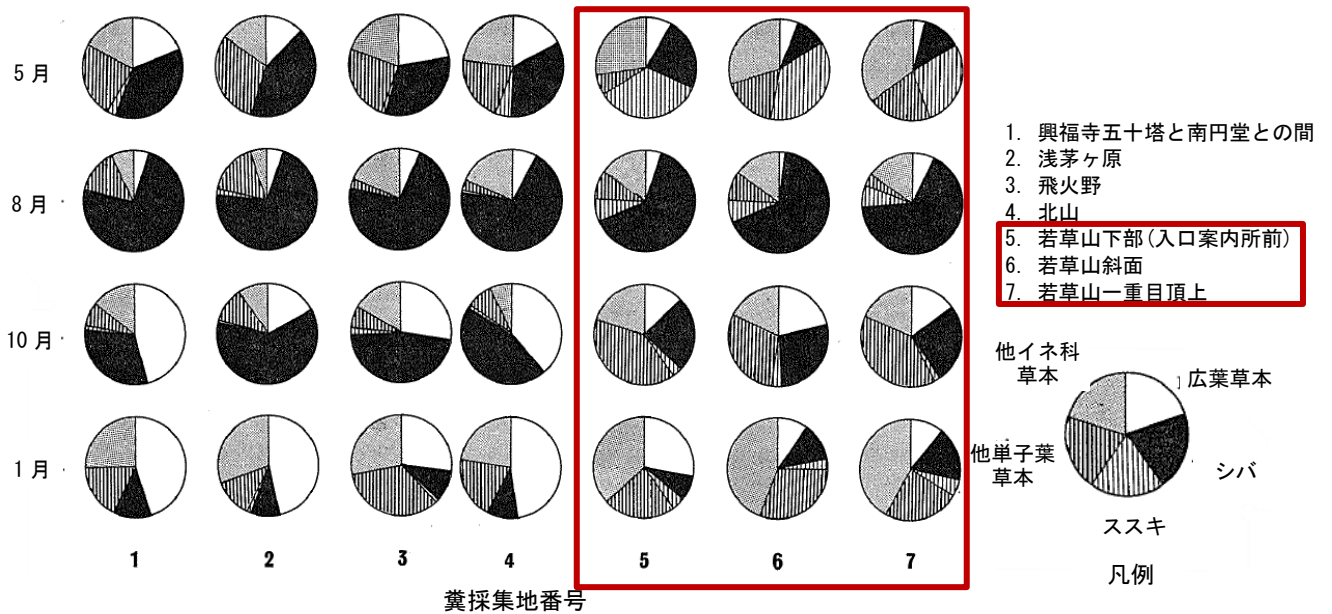 5 月
8 月
10 月
1 月
1
2
3
4
5
6
7
糞採集地番号
1. 興福寺五十塔と南円堂との間
2. 浅茅ヶ原
3. 飛火野
4. 北山
5. 若草山下部(入口案内所前)
6. 若草山斜面
7. 若草山一重目頂上
他イネ科
草本
広葉草本
他単子葉
草本
シバ
ススキ
凡例